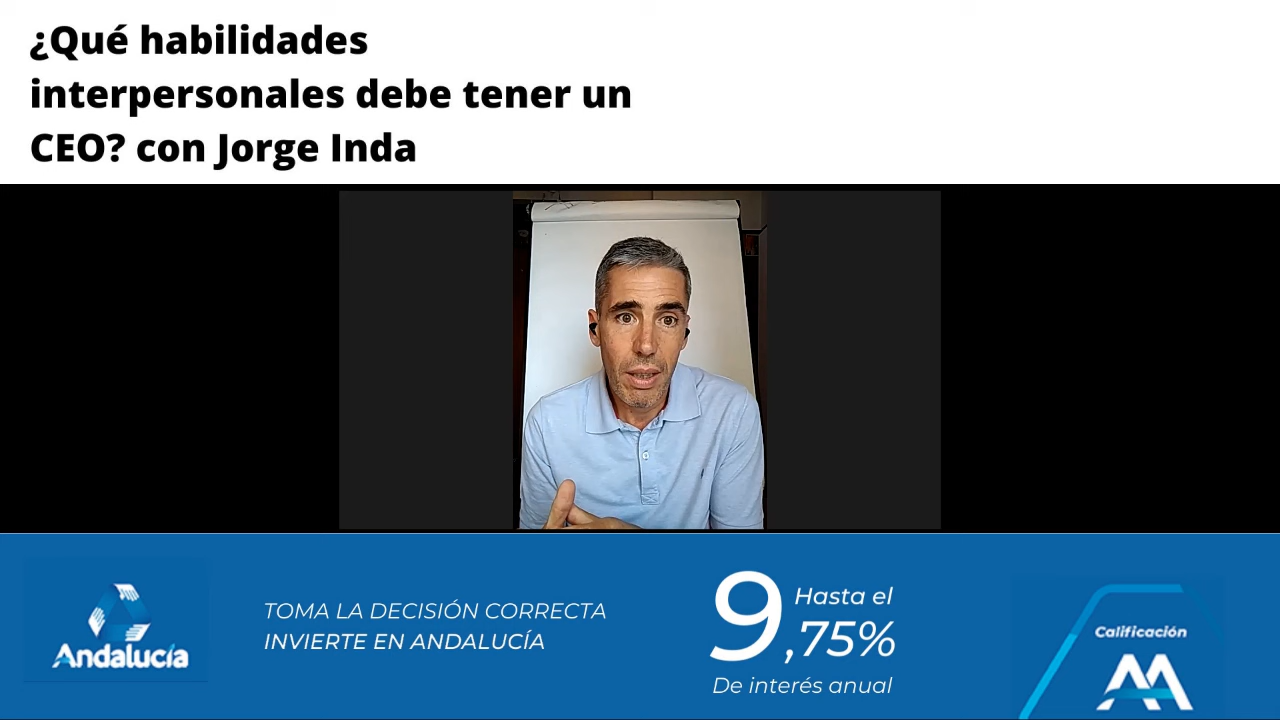 ¿Qué habilidades
interpersonales debe tener un
CEO? con Jorge Inda
Andalucía
TOMA LA DECISIÓN CORRECTA
INVIERTE EN ANDALUCÍA
9,75%
Hasta el
De interés anual
Calificación
AA